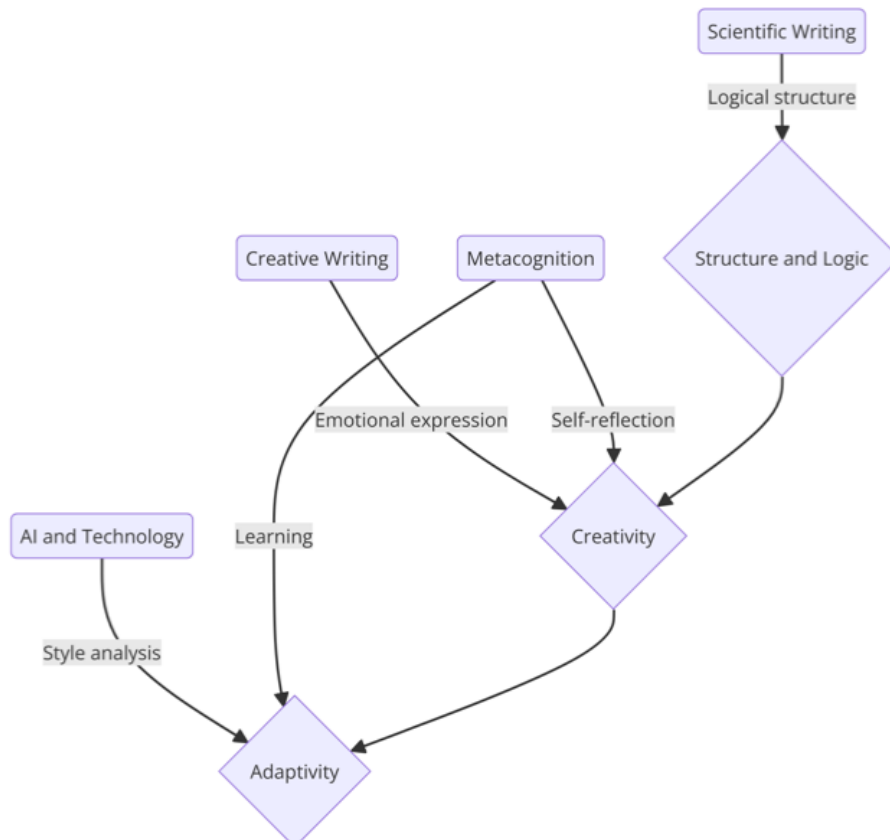 Scientific Writing
Logical structure
Creative Writing
Metacognition
Structure and Logic
Emotional expression
Self-reflection
AI and Technology
Learning
Creativity
Style analysis
Adaptivity